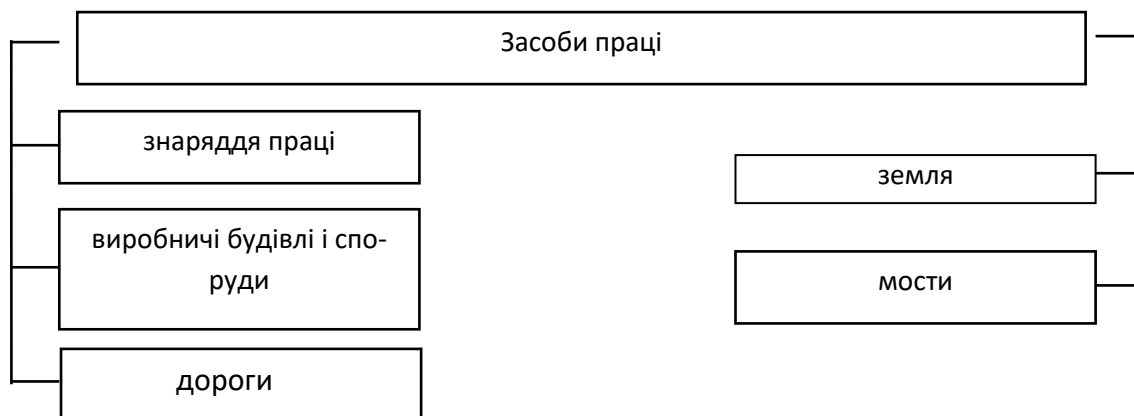 Засоби праці
знаряддя праці
виробничі будівлі і спо-
руди
дороги
земля
мости